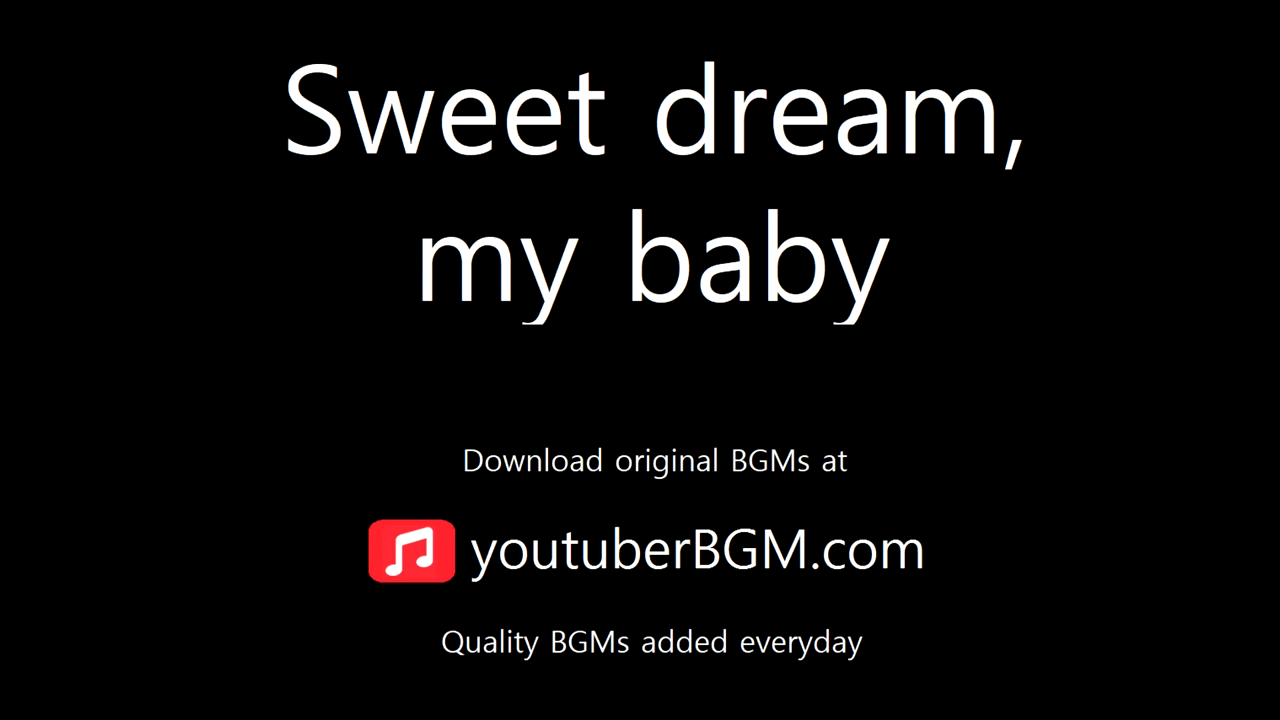 Sweet dream,
my baby
Download original BGMs at
youtuberBGM.com
Quality BGMs added everyday